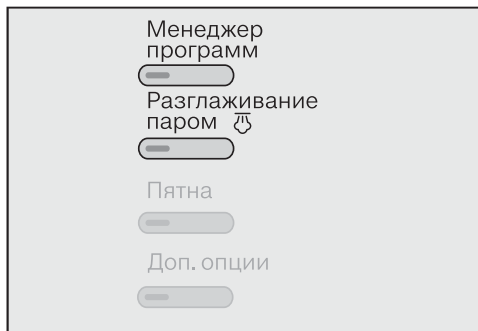 Менеджер
программ
Разглаживание
паром
Пятна
Доп. опции